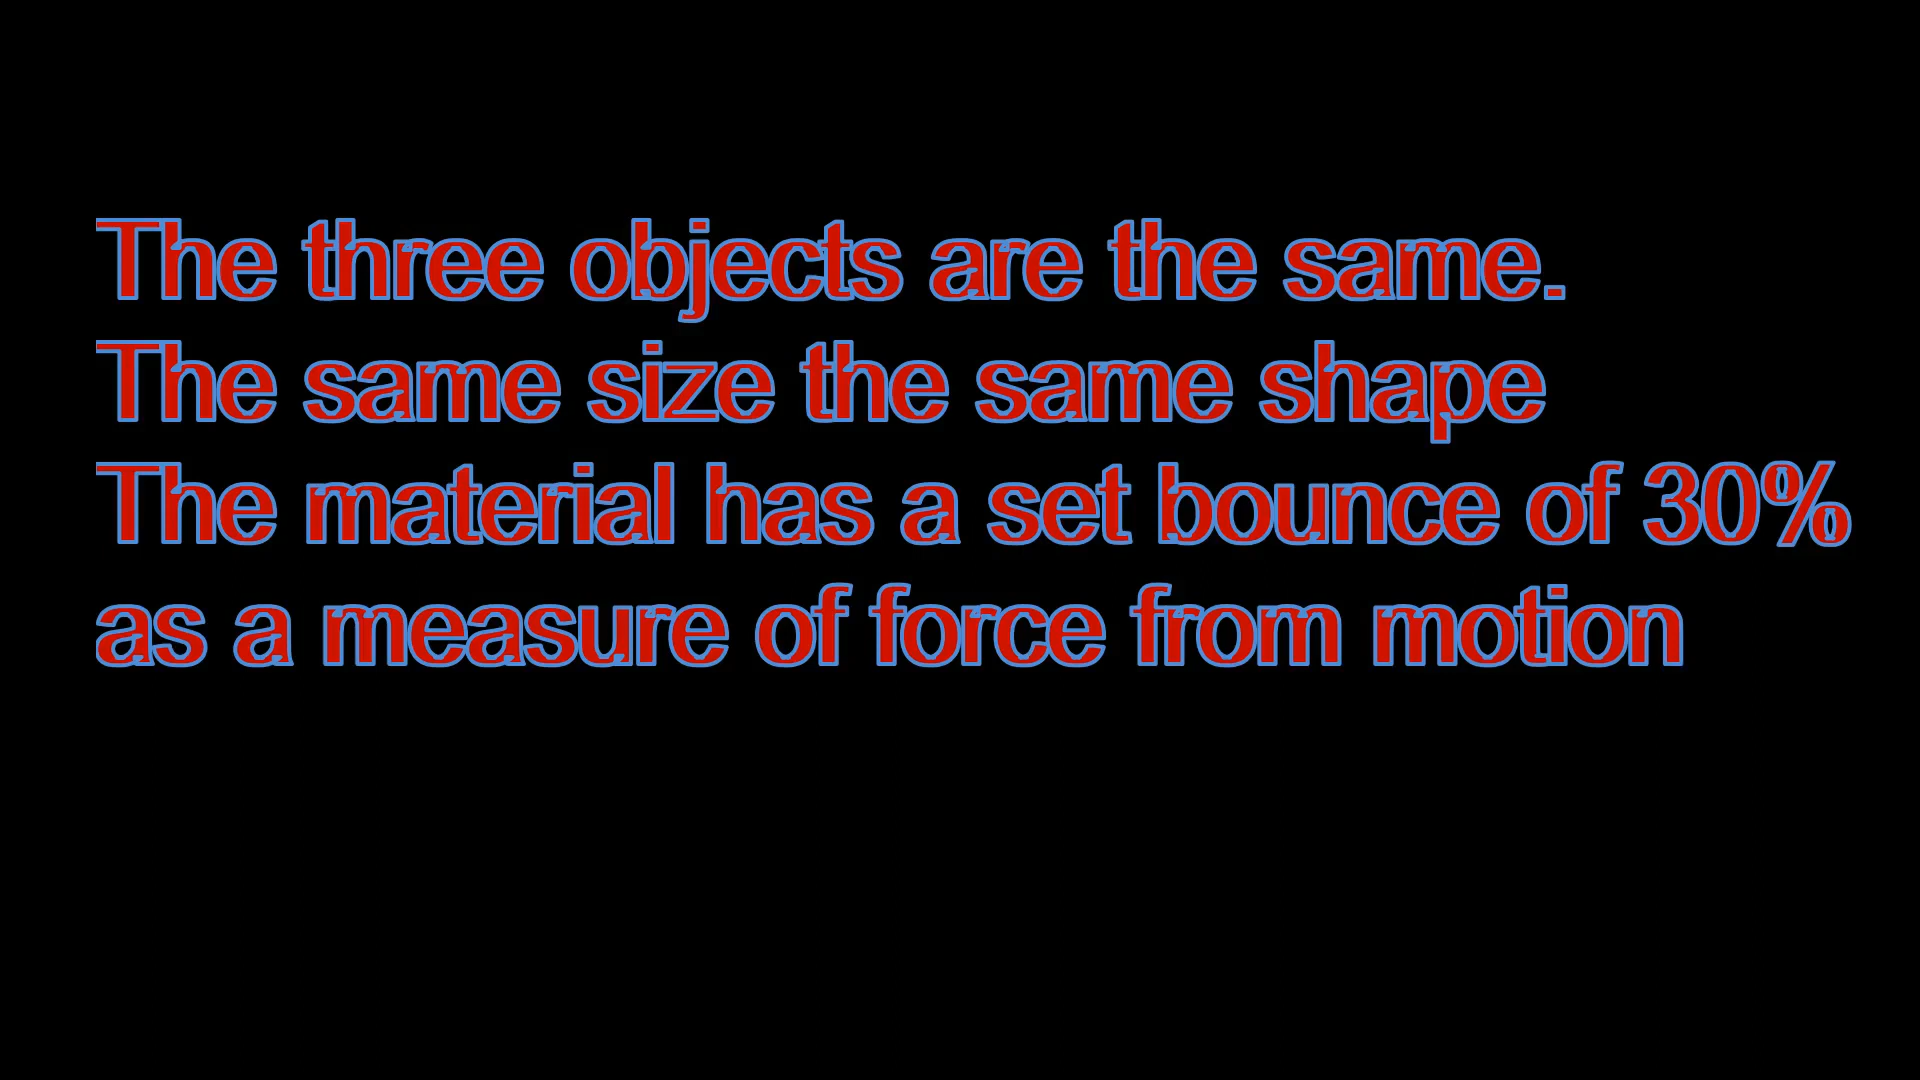 The three objects are the same.
The same size the same shape
The material has a set bounce of 30%
as a measure of force from motion